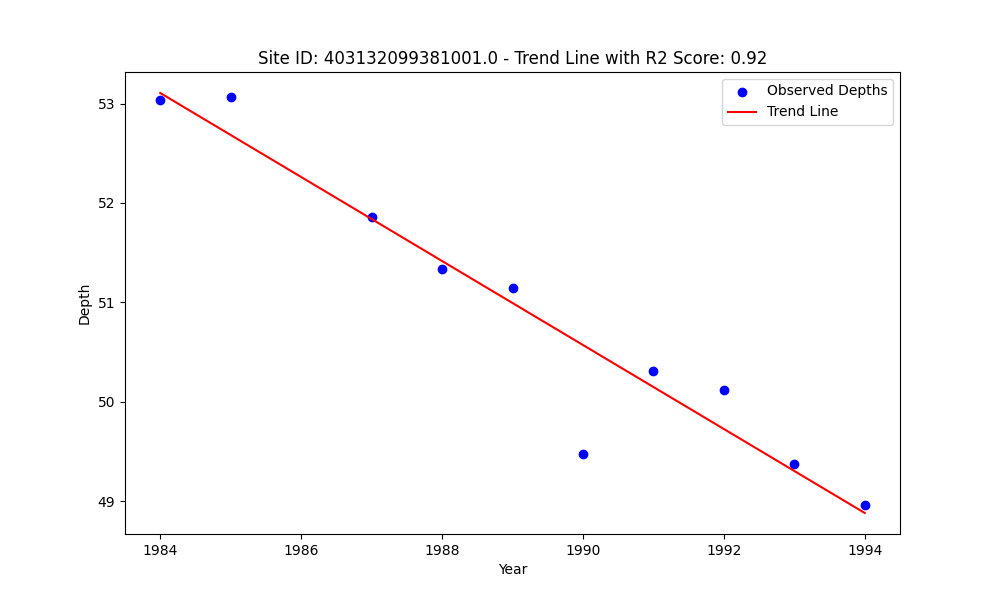 Site ID: 403132099381001.0 - Trend Line with R2 Score: 0.92
Observed Depths
Trend Line
53
52
51
50
49
Depth
1984
1986
1988
1990
1992
1994
Year